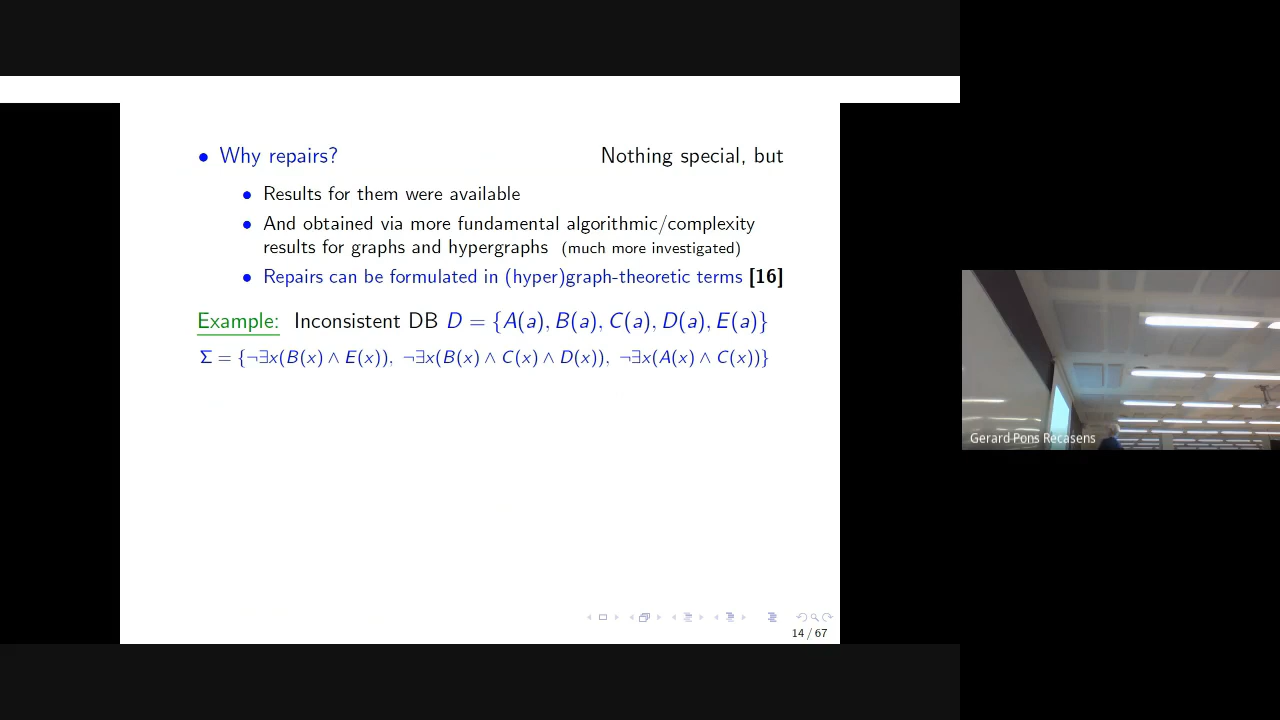 • Why repairs? Nothing special, but
• Results for them were available
• And obtained via more fundamental algorithmic/complexity
results for graphs and hypergraphs (much more investigated)
• Repairs can be formulated in (hyper)graph-theoretic terms [16]
Example: Inconsistent DB D = {A(a), B(a), C(a), D(a), E(a)}
Σ = {¬∃x(B(x) ∧ E(x)), ¬∃x(B(x) ∧ C(x) ∧ D(x)), ¬∃x(A(x) ∧ C(x))}
Gerard Pons Recasens
14 / 67